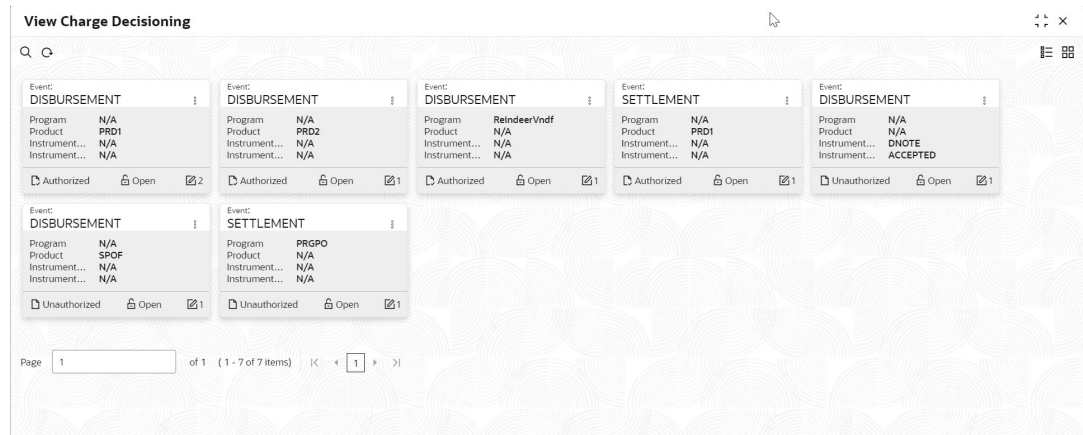 View Charge Decisioning
Event:
DISBURSEMENT
Program N/A
Product PRD1
Instrument... N/A
Instrument... N/A
Authorized Open 2
Event:
DISBURSEMENT
Program N/A
Product PRD2
Instrument... N/A
Instrument... N/A
Authorized Open 1
Event:
DISBURSEMENT
Program ReindeerVndf
Product N/A
Instrument... N/A
Instrument... N/A
Authorized Open 1
Event:
SETTLEMENT
Program N/A
Product PRD1
Instrument... N/A
Instrument... N/A
Authorized Open 1
Event:
DISBURSEMENT
Program N/A
Product N/A
Instrument... DNOTE
Instrument... ACCEPTED
Unauthorized Open 1
Event:
DISBURSEMENT
Program N/A
Product SPOF
Instrument... N/A
Instrument... N/A
Unauthorized Open 1
Event:
SETTLEMENT
Program PRGPO
Product N/A
Instrument... N/A
Instrument... N/A
Unauthorized Open 1
Page 1 of 1 ( 1 - 7 of 7 items) 1